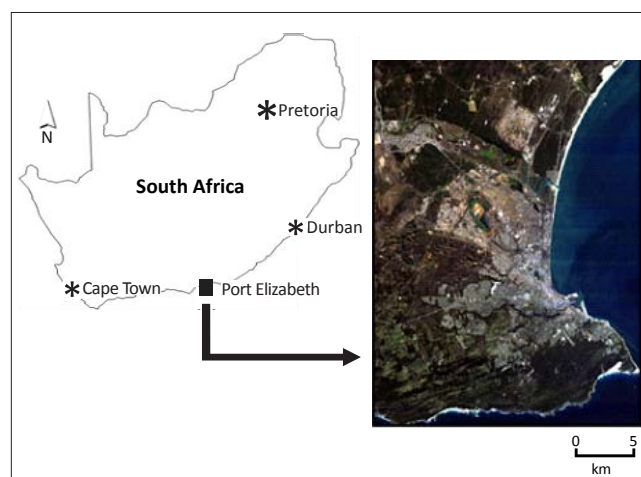 N
Pretoria
South Africa
Durban
Cape Town
Port Elizabeth
0 5
km